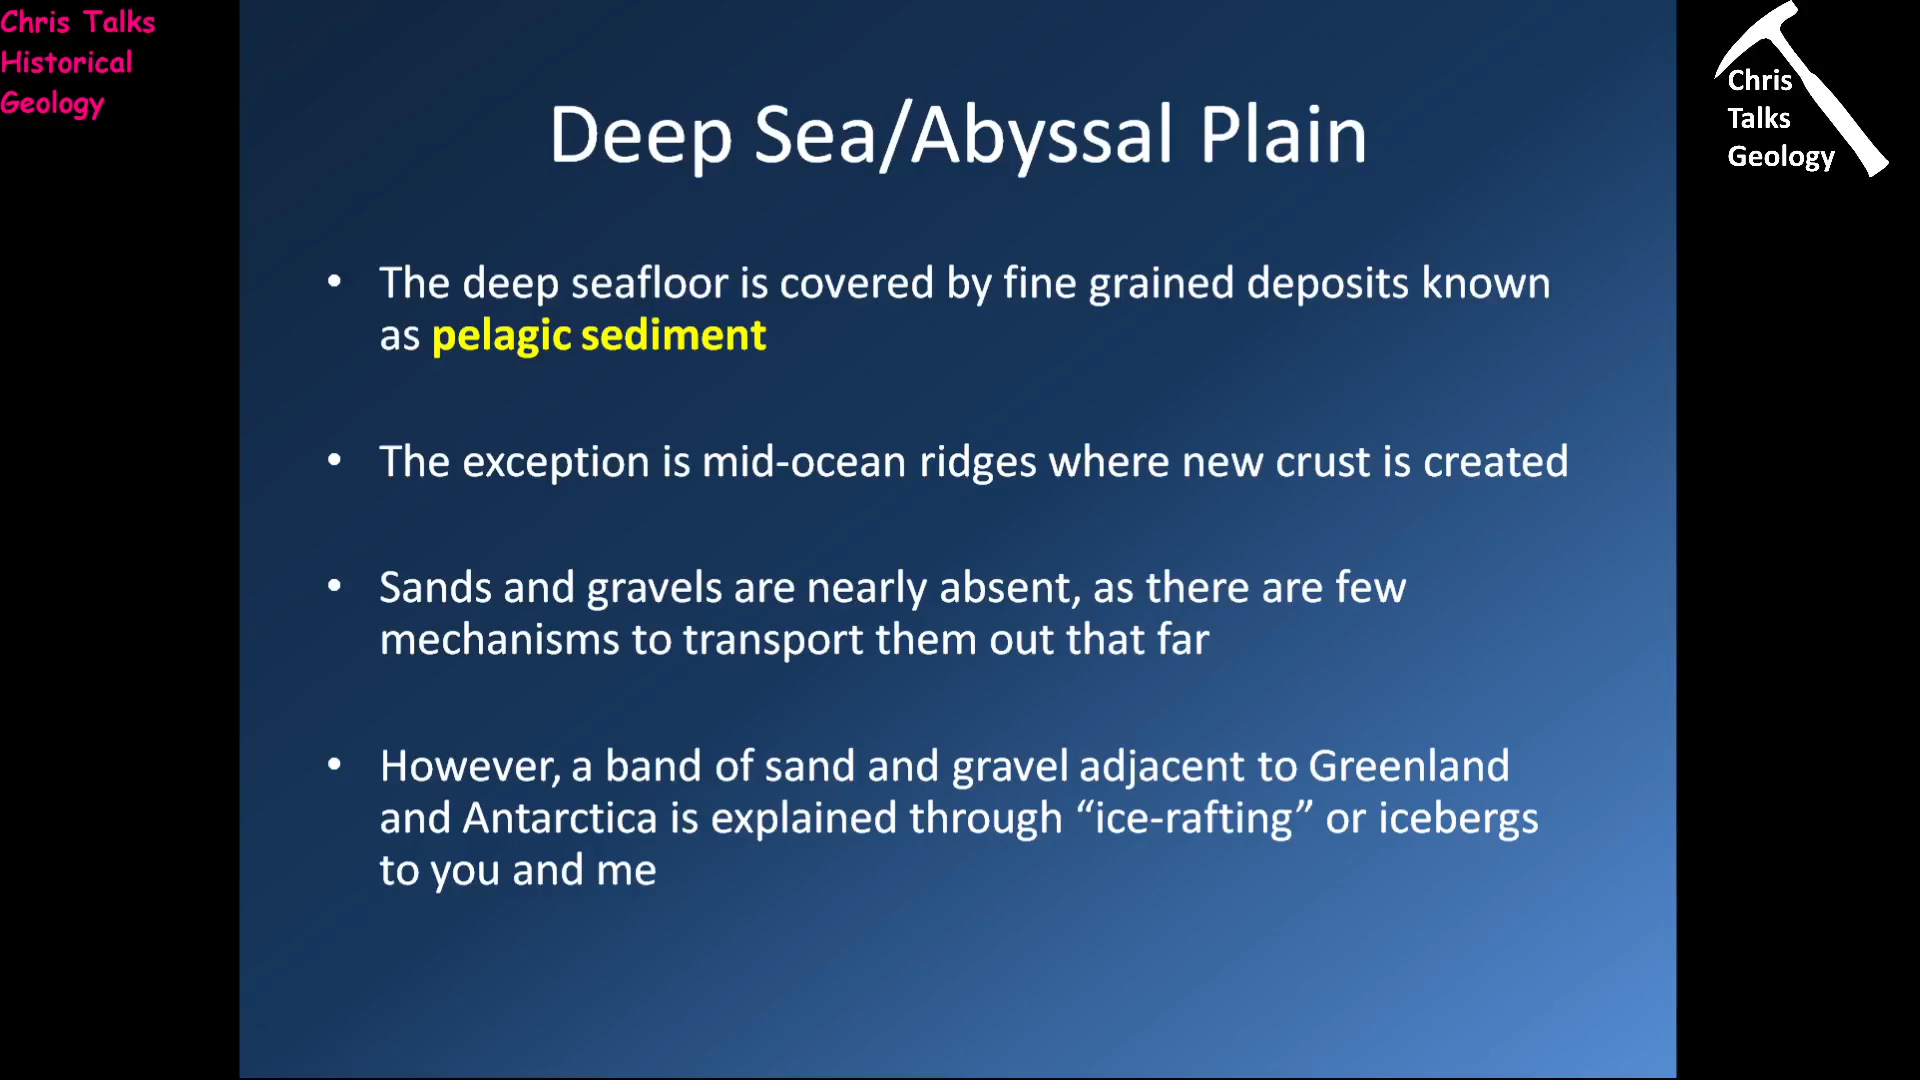 Chris Talks
Historical
Geology
Chris
Talks
Geology
Deep Sea/Abyssal Plain
• The deep seafloor is covered by fine grained deposits known
as pelagic sediment
• The exception is mid-ocean ridges where new crust is created
• Sands and gravels are nearly absent, as there are few
mechanisms to transport them out that far
• However, a band of sand and gravel adjacent to Greenland
and Antarctica is explained through “ice-rafting” or icebergs
to you and me